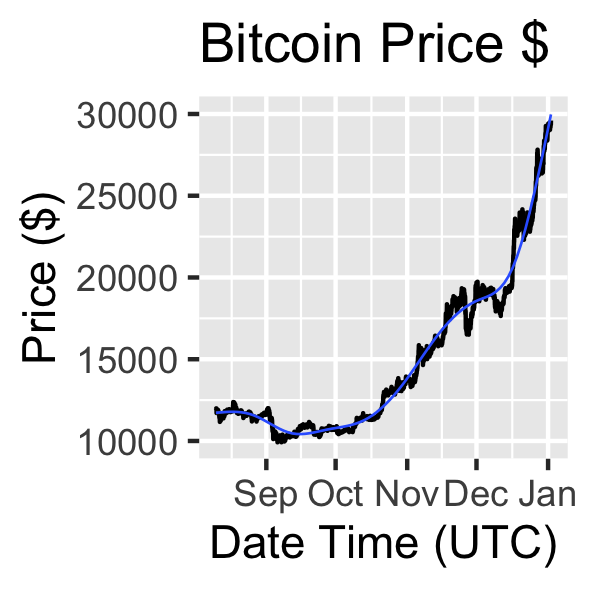 Bitcoin Price $
30000
25000
20000
15000
10000
Price ($)
Sep Oct Nov Dec Jan
Date Time (UTC)